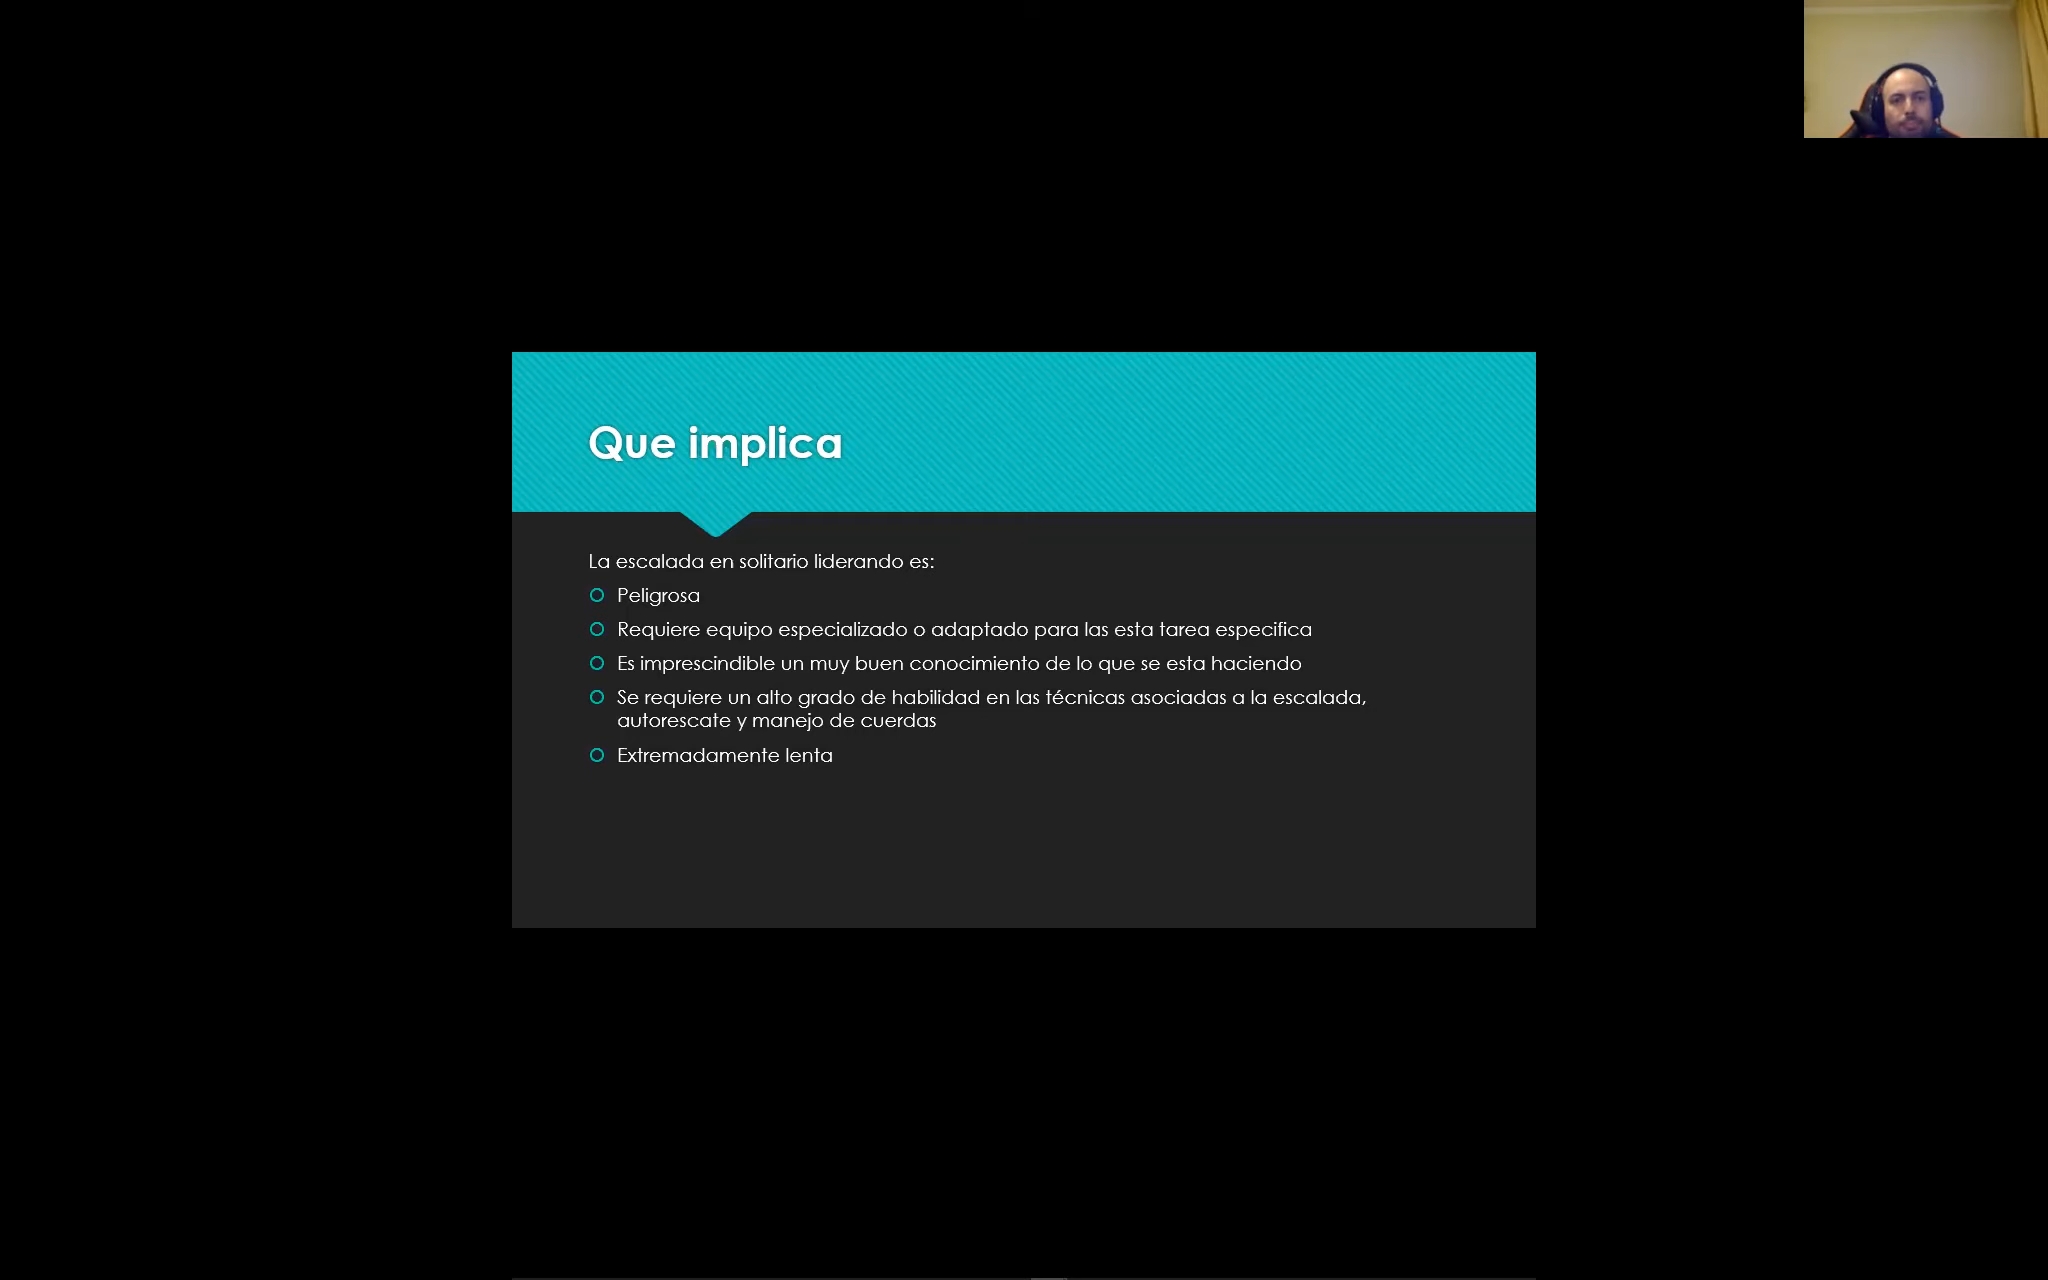 Que implica
La escalada en solitario liderando es:
Peligrosa
Requiere equipo especializado o adaptado para las esta tarea especifica
Es imprescindible un muy buen conocimiento de lo que se esta haciendo
Se requiere un alto grado de habilidad en las técnicas asociadas a la escalada,
autorescate y manejo de cuerdas
Extremadamente lenta